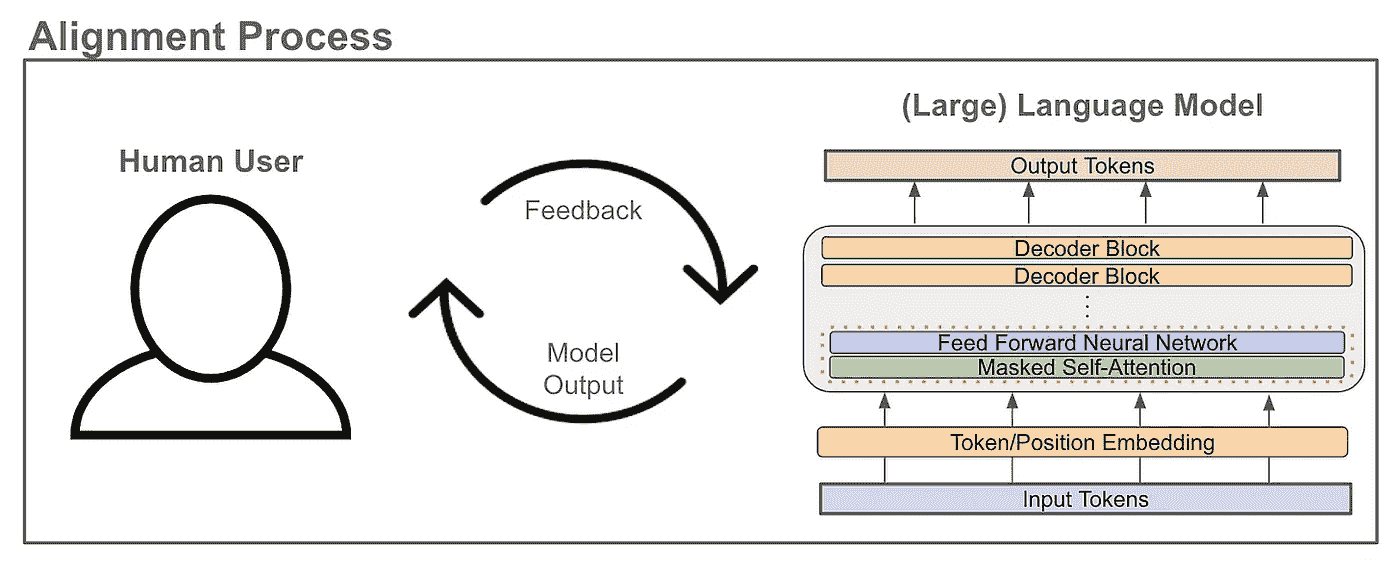 Alignment Process
Human User
Feedback
Model
Output
(Large) Language Model
Output Tokens
Decoder Block
Decoder Block
Feed Forward Neural Network
Masked Self-Attention
Token/Position Embedding
Input Tokens